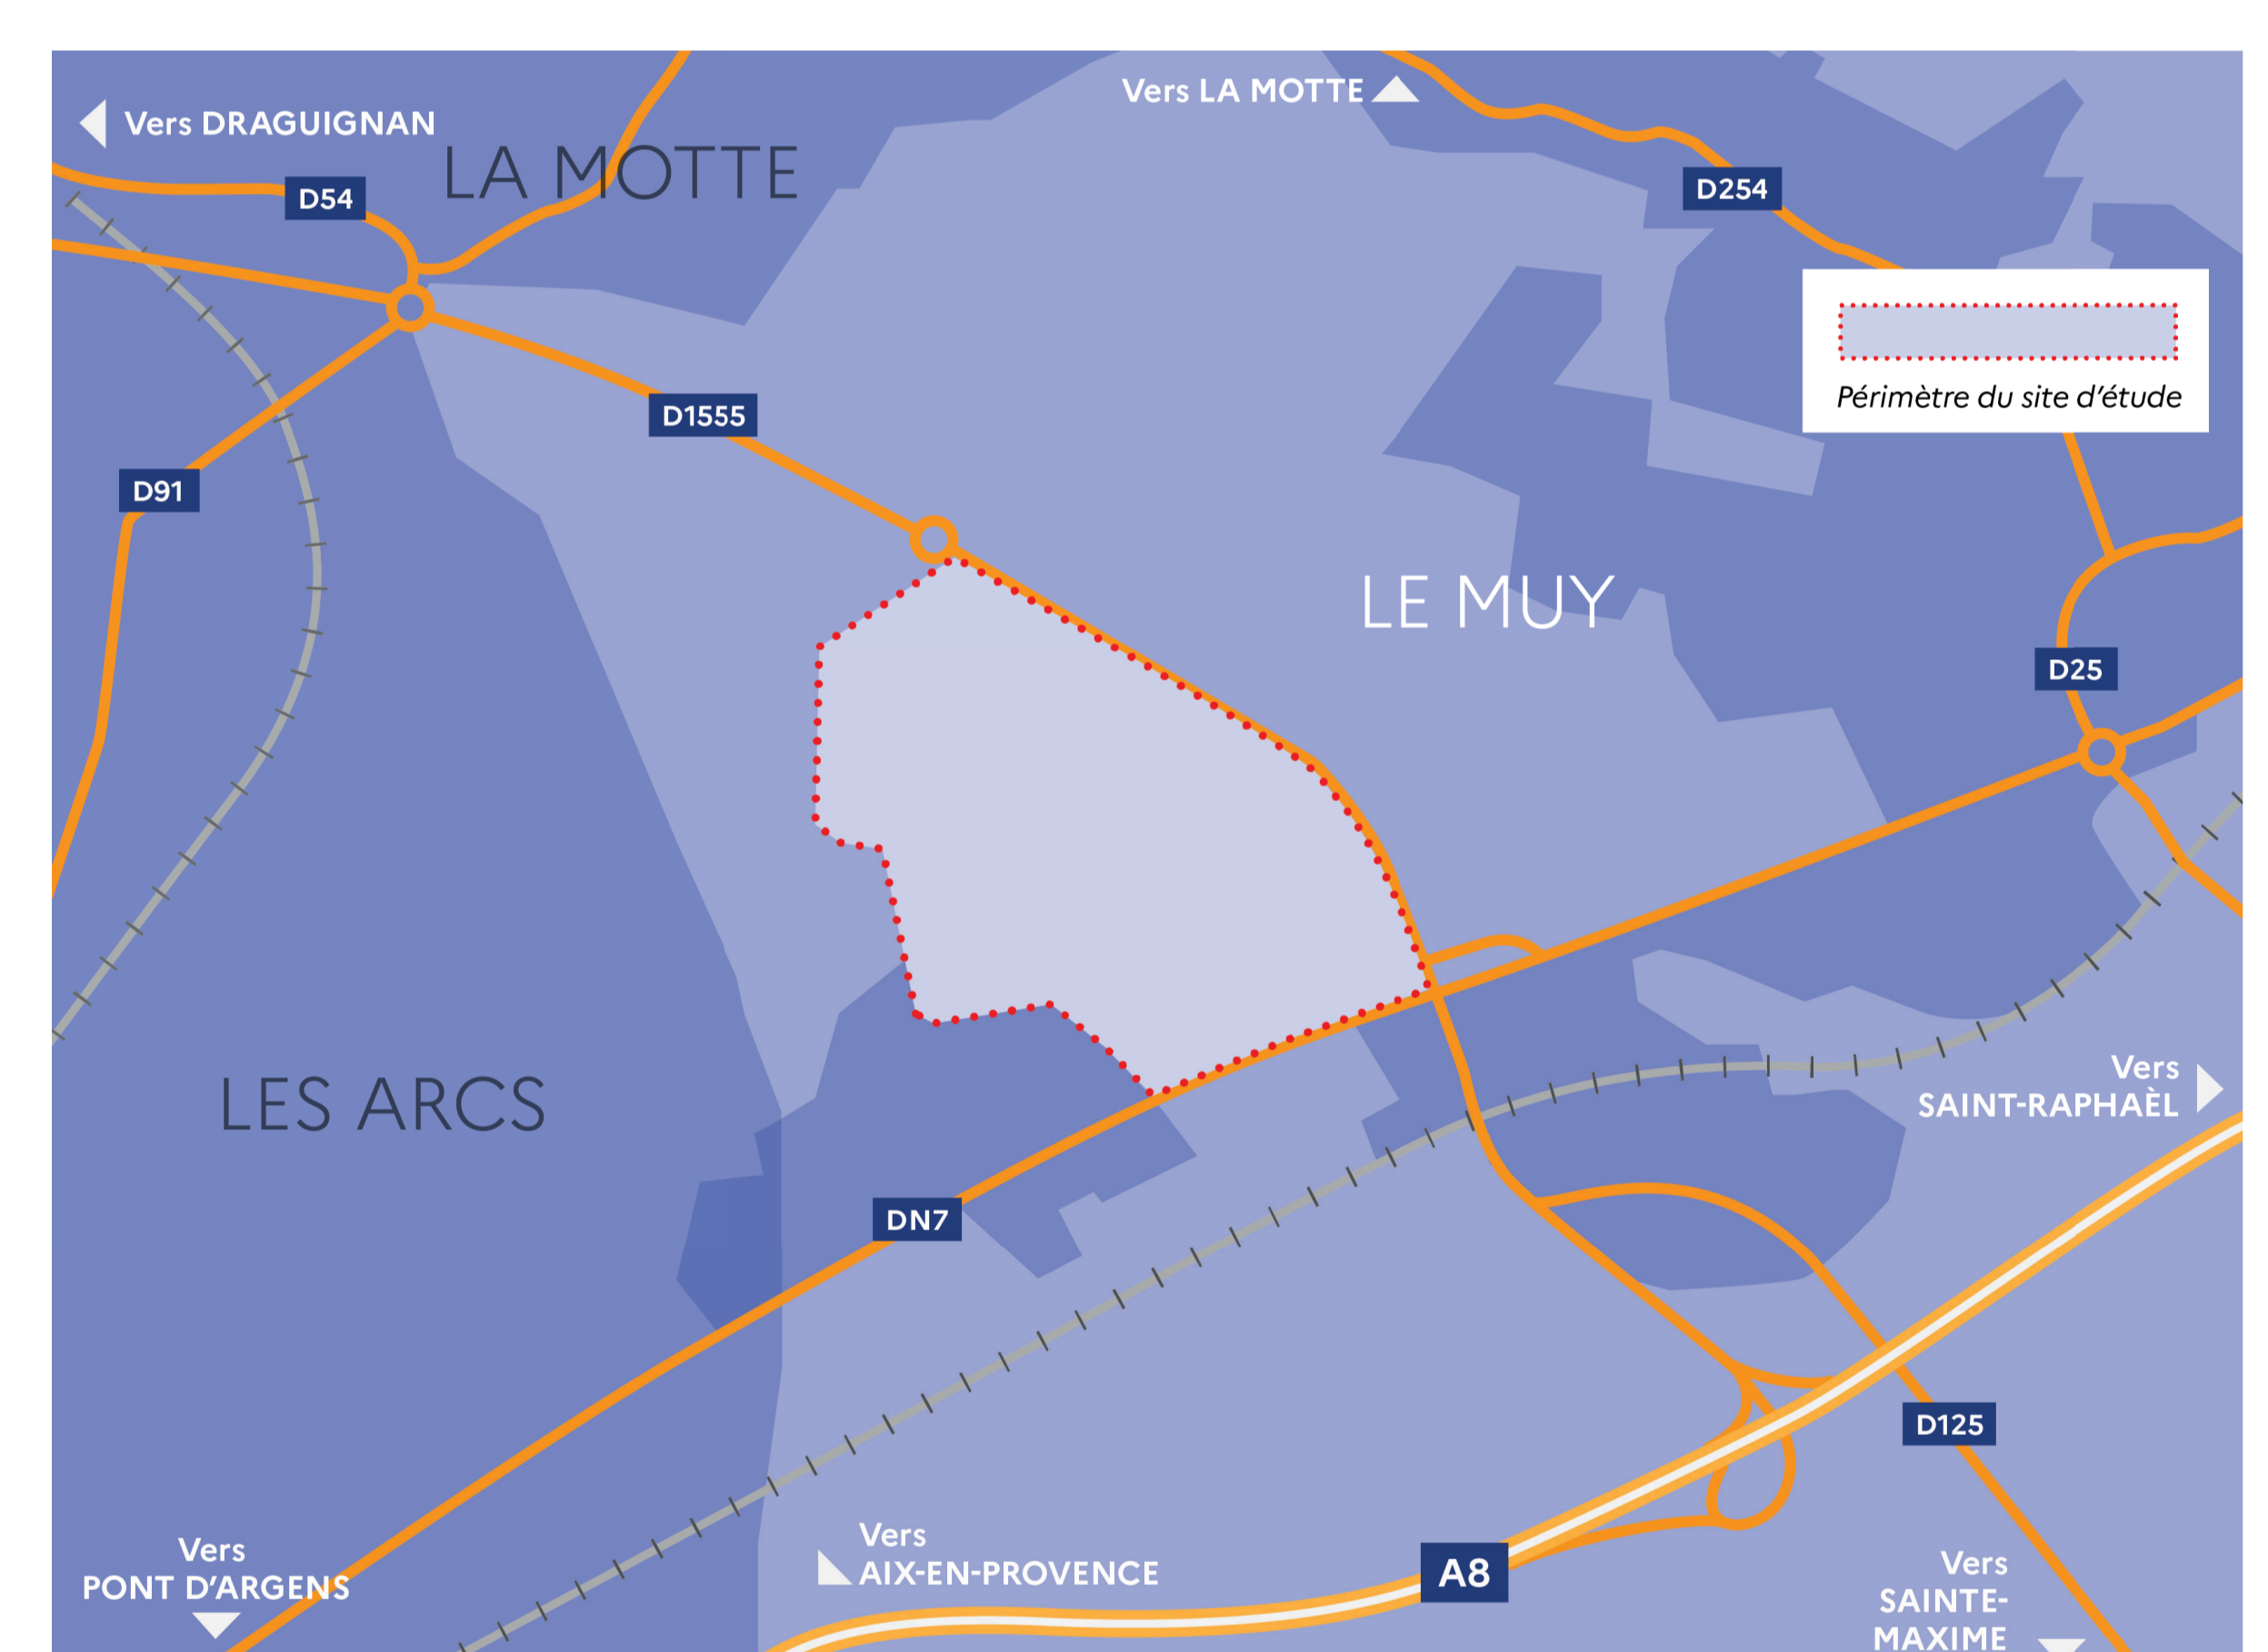 Vers LA MOTTE
Vers DRAGUIGNAN
LA MOTTE
D54
D254
Périmètre du site d'étude
D1555
D91
LE MUY
D25
Vers
SAINT-RAPHAËL
LES ARCS
DN7
D125
Vers
AIX-EN-PROVENCE
A8
Vers
PONT D'ARGENS
Vers
SAINTE-
MAXIME